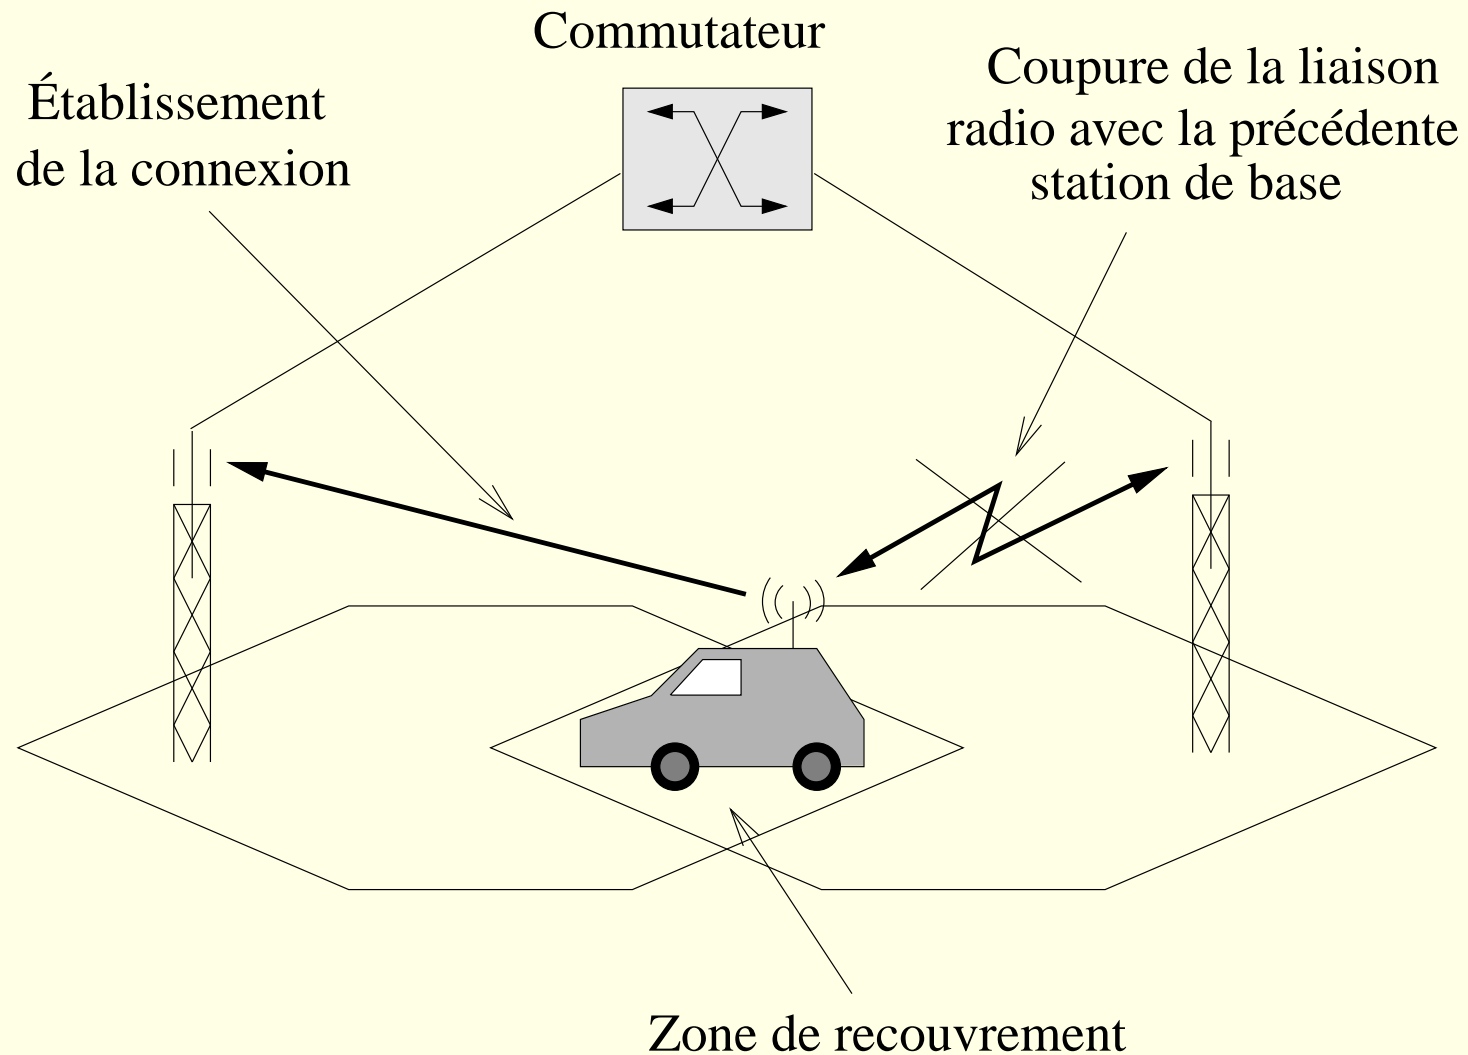 Commutateur
Établissement
de la connexion
Coupure de la liaison
radio avec la précédente
station de base
Zone de recouvrement